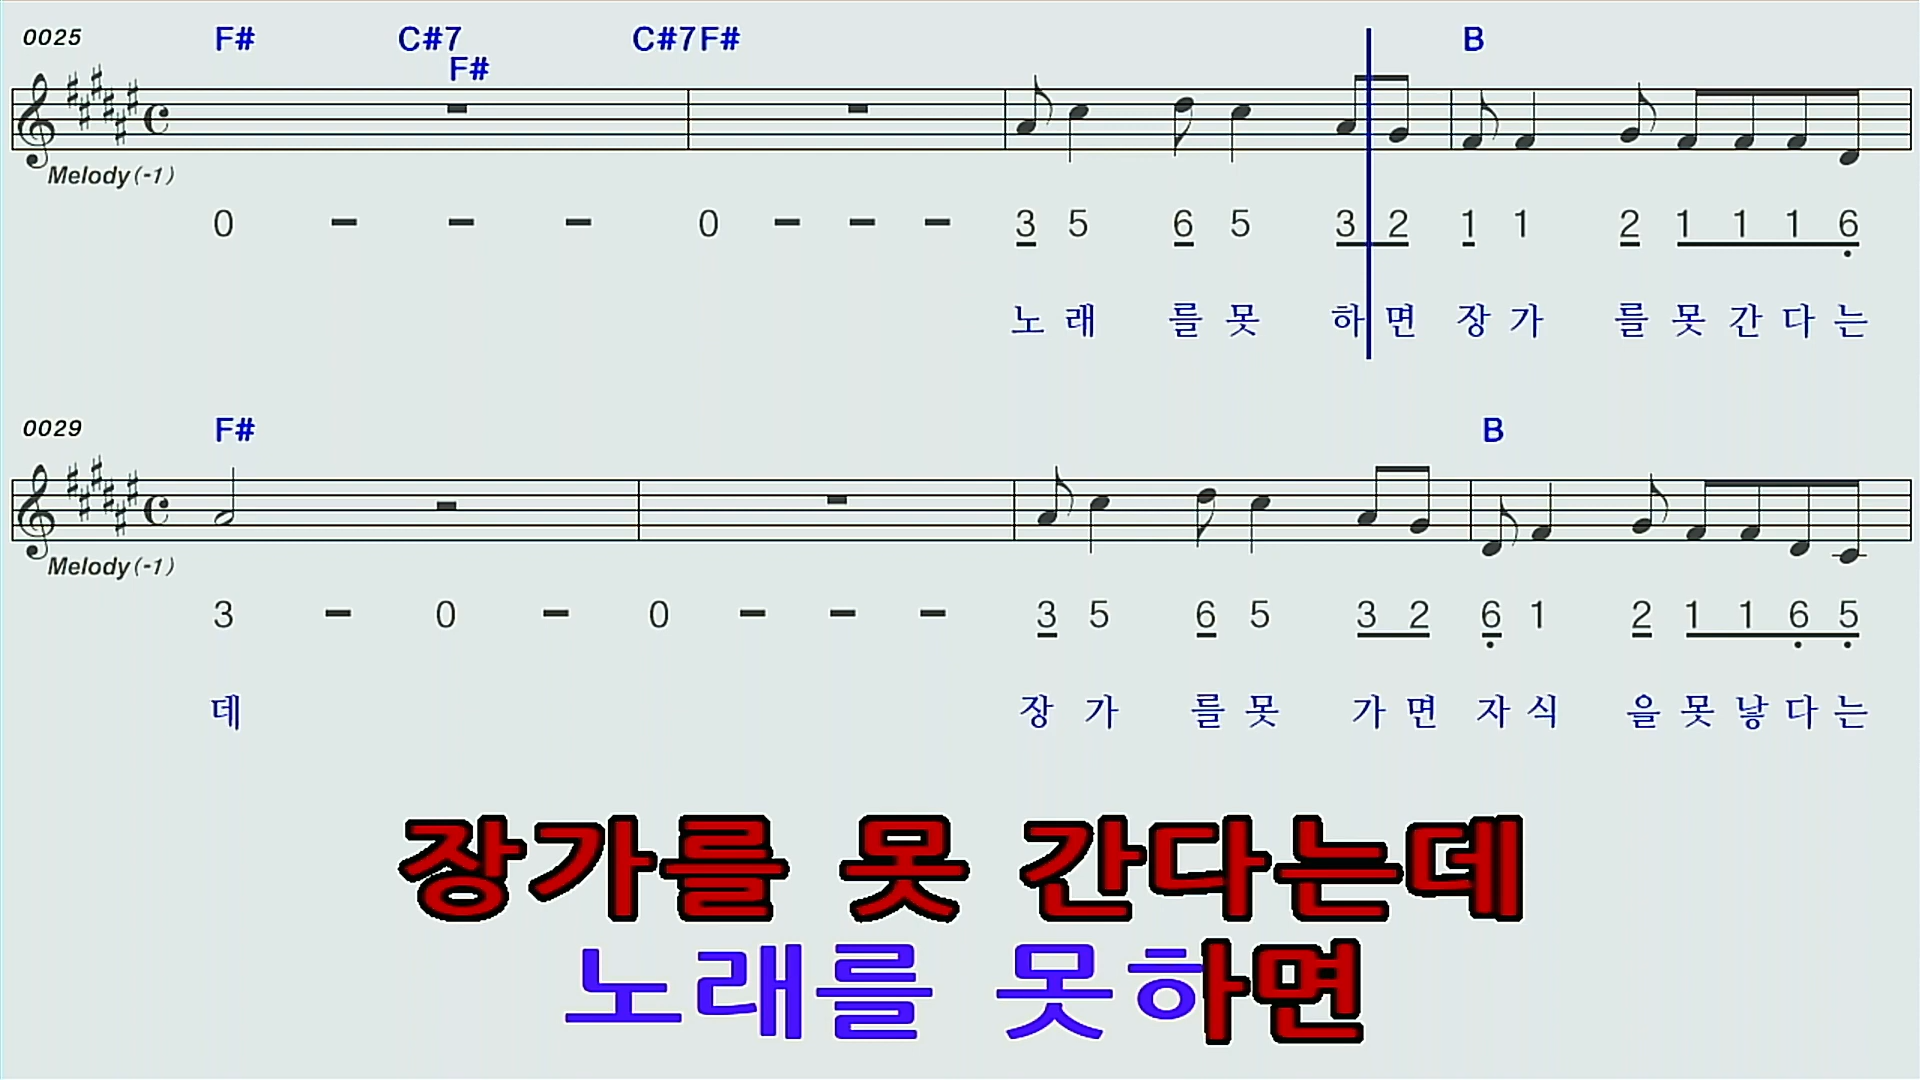 0025 F# C#7 C#7F# B
F#
Melody(-1)
0 - - - 0 - - - 3 5 6 5 3 2 1 1 2 1 1 1 6
노 래 를 못 하 면 장 가 를 못 간 다 는
0029 F# B
Melody(-1)
3 - 0 - 0 - - - 3 5 6 5 3 2 6 1 2 1 1 6 5
데 장 가 를 못 가 면 자 식 을 못 낳 다 는
장가를 못 간다는데
노래를 못하면